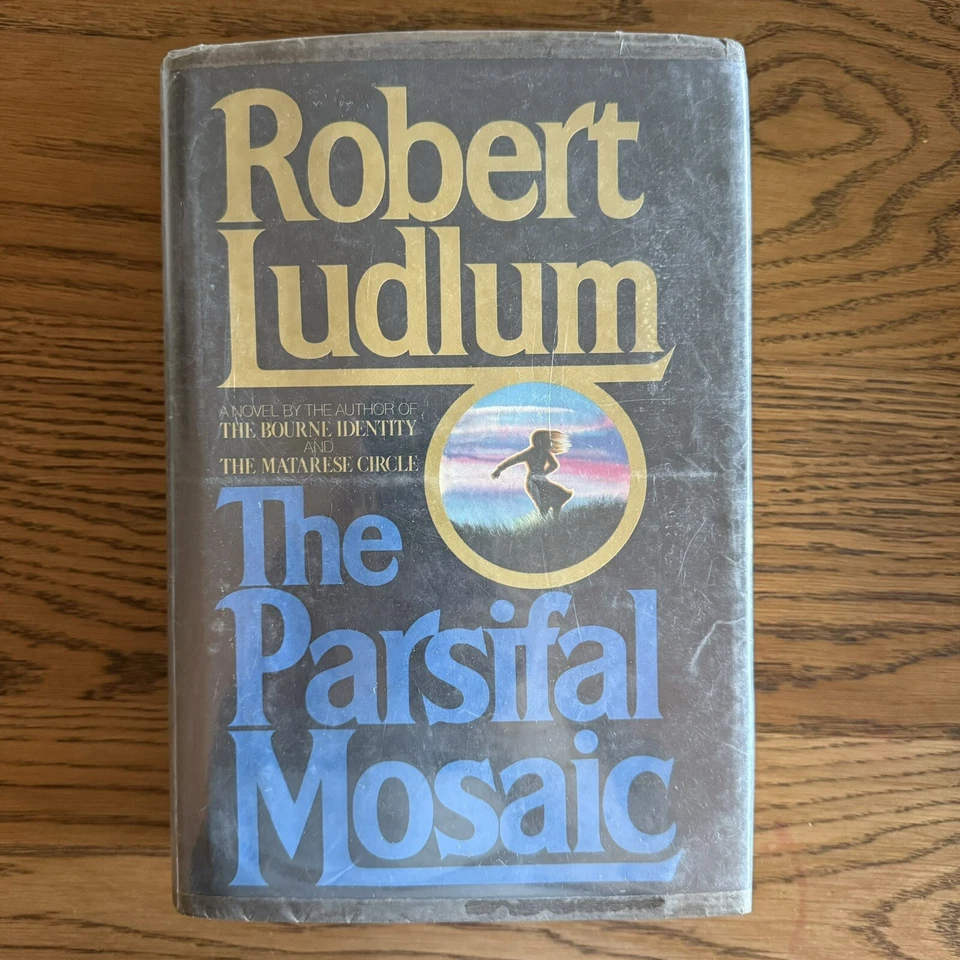 Robert
Ludlum
A NOVEL BY THE AUTHOR OF
THE BOURNE IDENTITY
AND
THE MATARESE CIRCLE
The
Parsifal
Mosaic